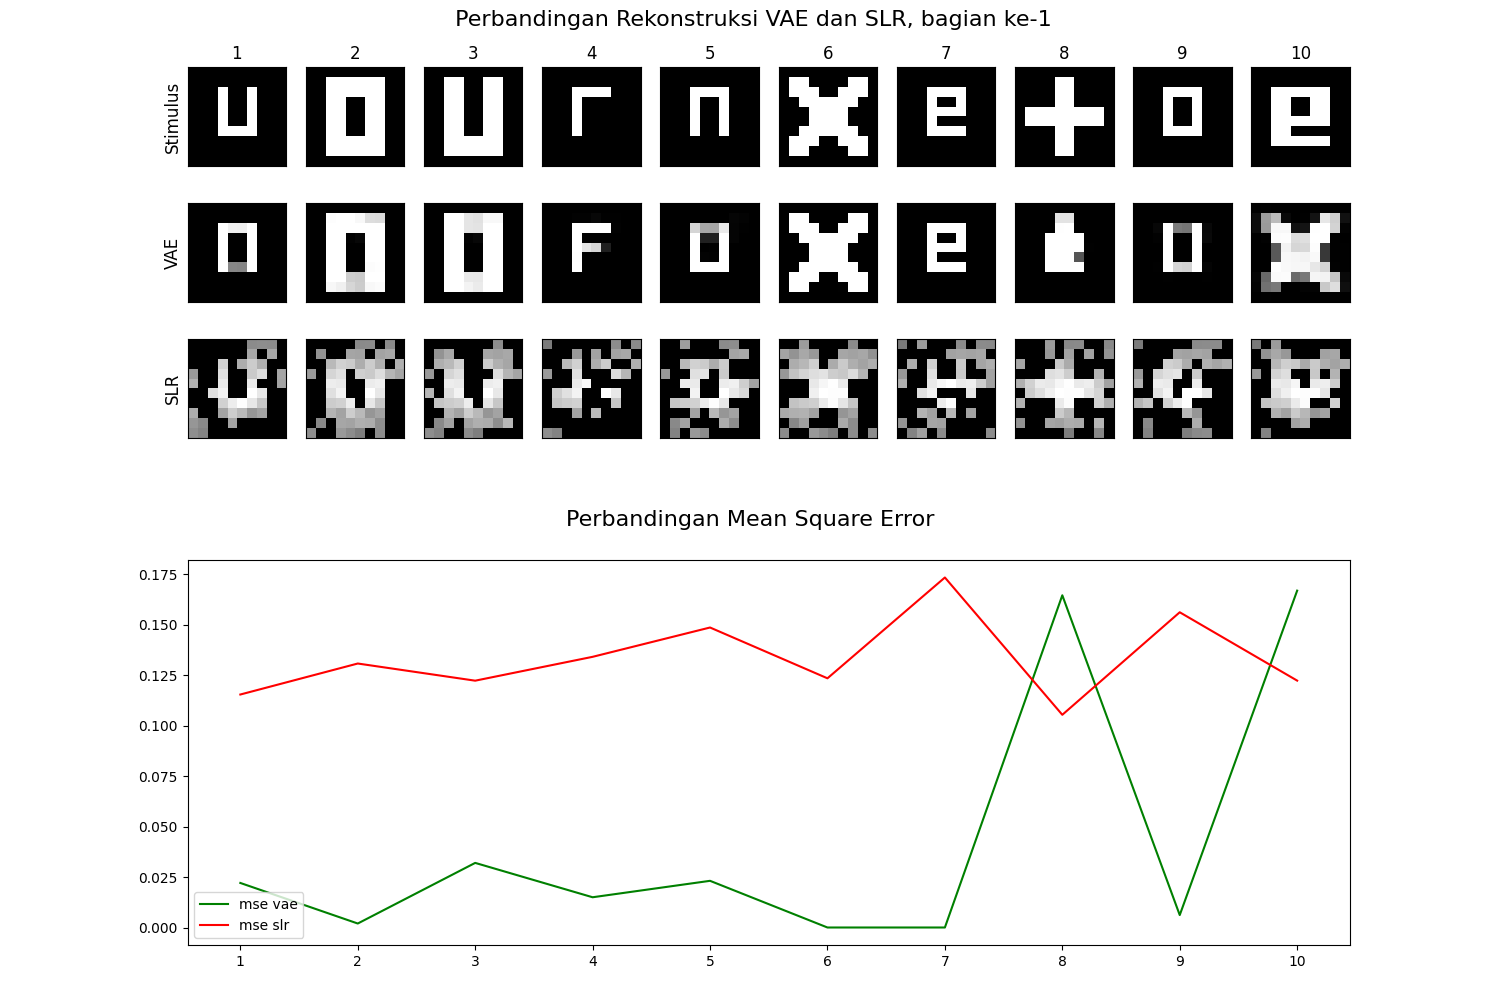 Perbandingan Rekonstruksi VAE dan SLR, bagian ke-1
1 2 3 4 5 6 7 8 9 10
Stimulus
VAE
SLR
Perbandingan Mean Square Error
0.175
0.150
0.125
0.100
0.075
0.050
0.025
0.000
mse vae
mse slr
1 2 3 4 5 6 7 8 9 10